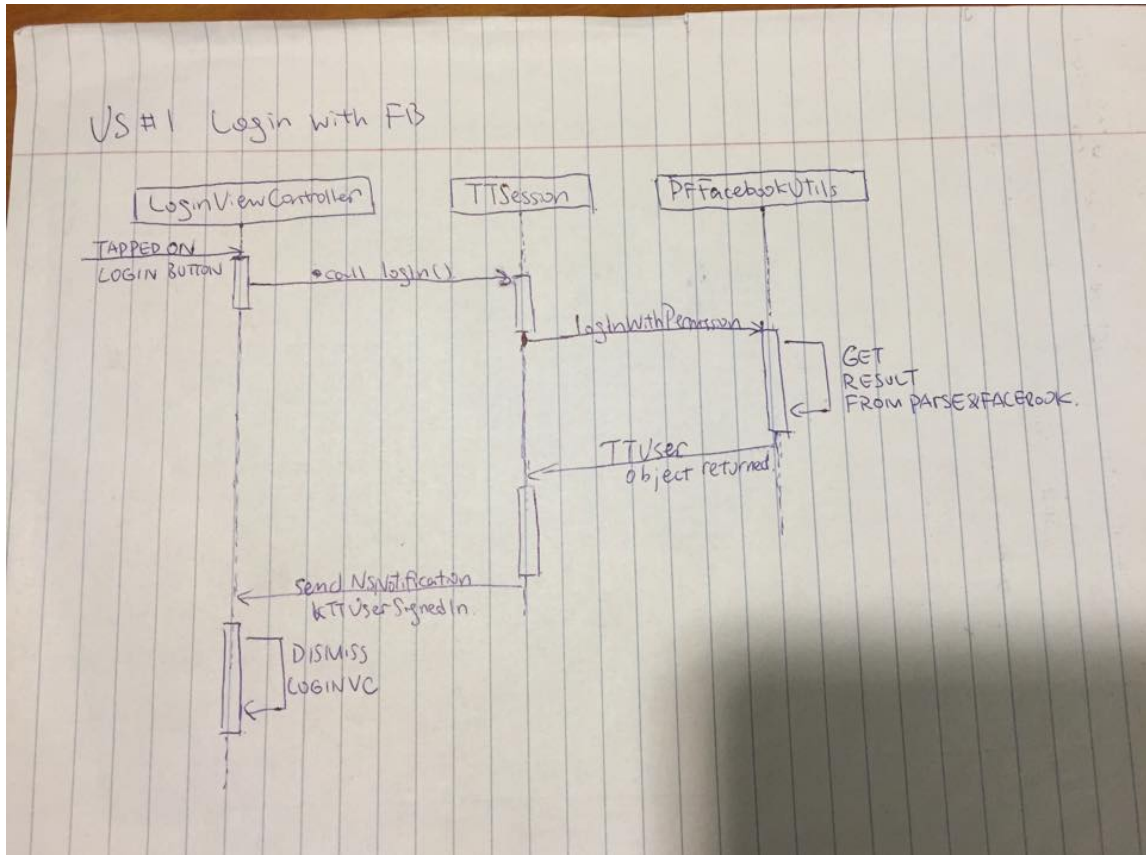 US #1 Login with FB
LoginViewController
TTSession
PFFacebookUtils
TAPPED ON
LOGIN BUTTON
call login()
logInWithPermisson
GET
RESULT
FROM PARSE&FACEBOOK.
TTUser
object returned.
send NSNotification
kTTUserSignedIn.
DISMISS
LOGINVC